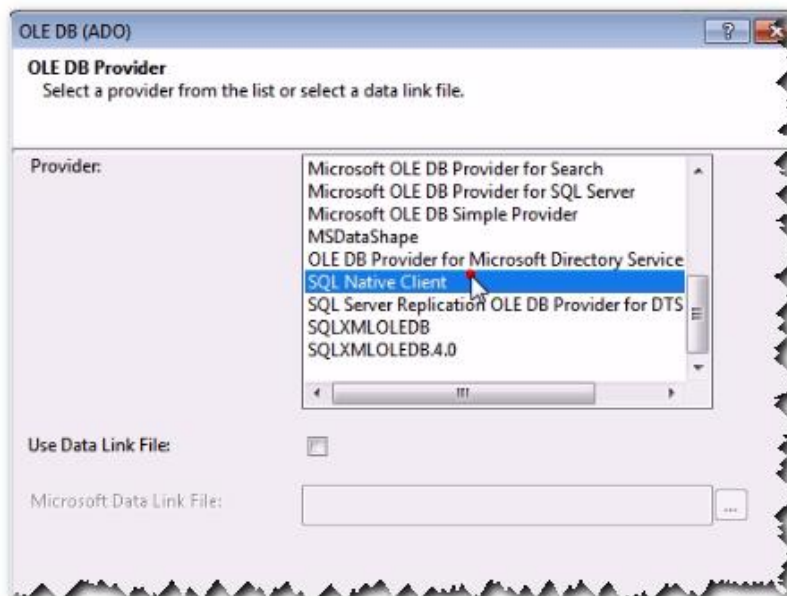 OLE DB (ADO)
OLE DB Provider
Select a provider from the list or select a data link file.
Provider:
Microsoft OLE DB Provider for Search
Microsoft OLE DB Provider for SQL Server
Microsoft OLE DB Simple Provider
MSDataShape
OLE DB Provider for Microsoft Directory Service
SQL Native Client
SQL Server Replication OLE DB Provider for DTS
SQLXMLOLEDB
SQLXMLOLEDB.4.0
Use Data Link File:
Microsoft Data Link File:
...